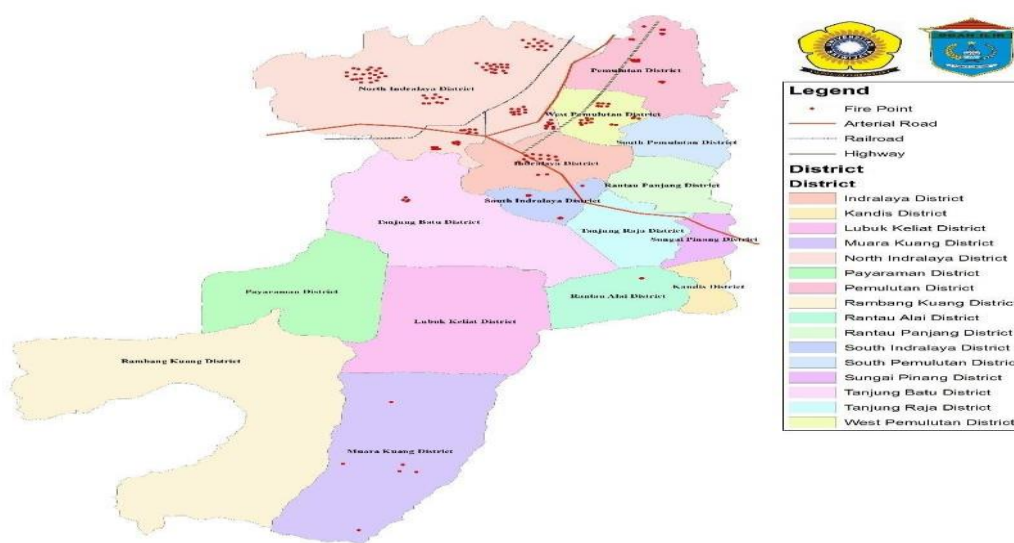 North Indralaya District
Pemulutan District
West Pemulutan District
South Pemulutan District
Indralaya District
Rantau Panjang District
South Indralaya District
Tanjung Batu District
Tanjung Raja District
Sungai Pinang District
Payaraman District
Rantau Alai District
Kandis District
Lubuk Keliat District
Rambang Kuang District
Muara Kuang District
OGAN ILIR
Legend
Fire Point
Arterial Road
Railroad
Highway
District
District
Indralaya District
Kandis District
Lubuk Keliat District
Muara Kuang District
North Indralaya District
Payaraman District
Pemulutan District
Rambang Kuang District
Rantau Alai District
Rantau Panjang District
South Indralaya District
South Pemulutan District
Sungai Pinang District
Tanjung Batu District
Tanjung Raja District
West Pemulutan District